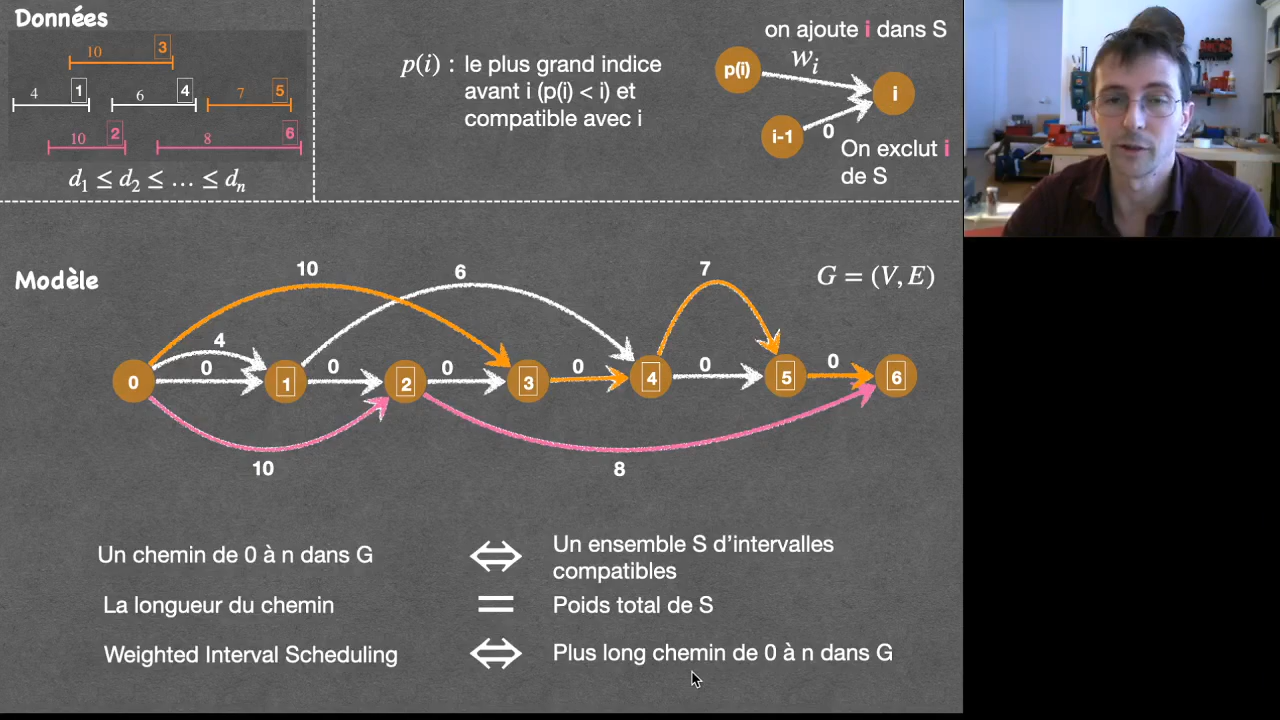 Données
10 3
4 1 6 4 7 5
10 2 8 6
d1 ≤ d2 ≤ … ≤ dn
p(i) : le plus grand indice
avant i (p(i) < i) et
compatible avec i
on ajoute i dans S
p(i) wi
i
i-1 0
On exclut i
de S
Modèle
G = (V, E)
10 6 7
4
0 0 0 0 0 0
0 1 2 3 4 5 6
10 8
Un chemin de 0 à n dans G ⇔ Un ensemble S d'intervalles
compatibles
La longueur du chemin = Poids total de S
Weighted Interval Scheduling ⇔ Plus long chemin de 0 à n dans G